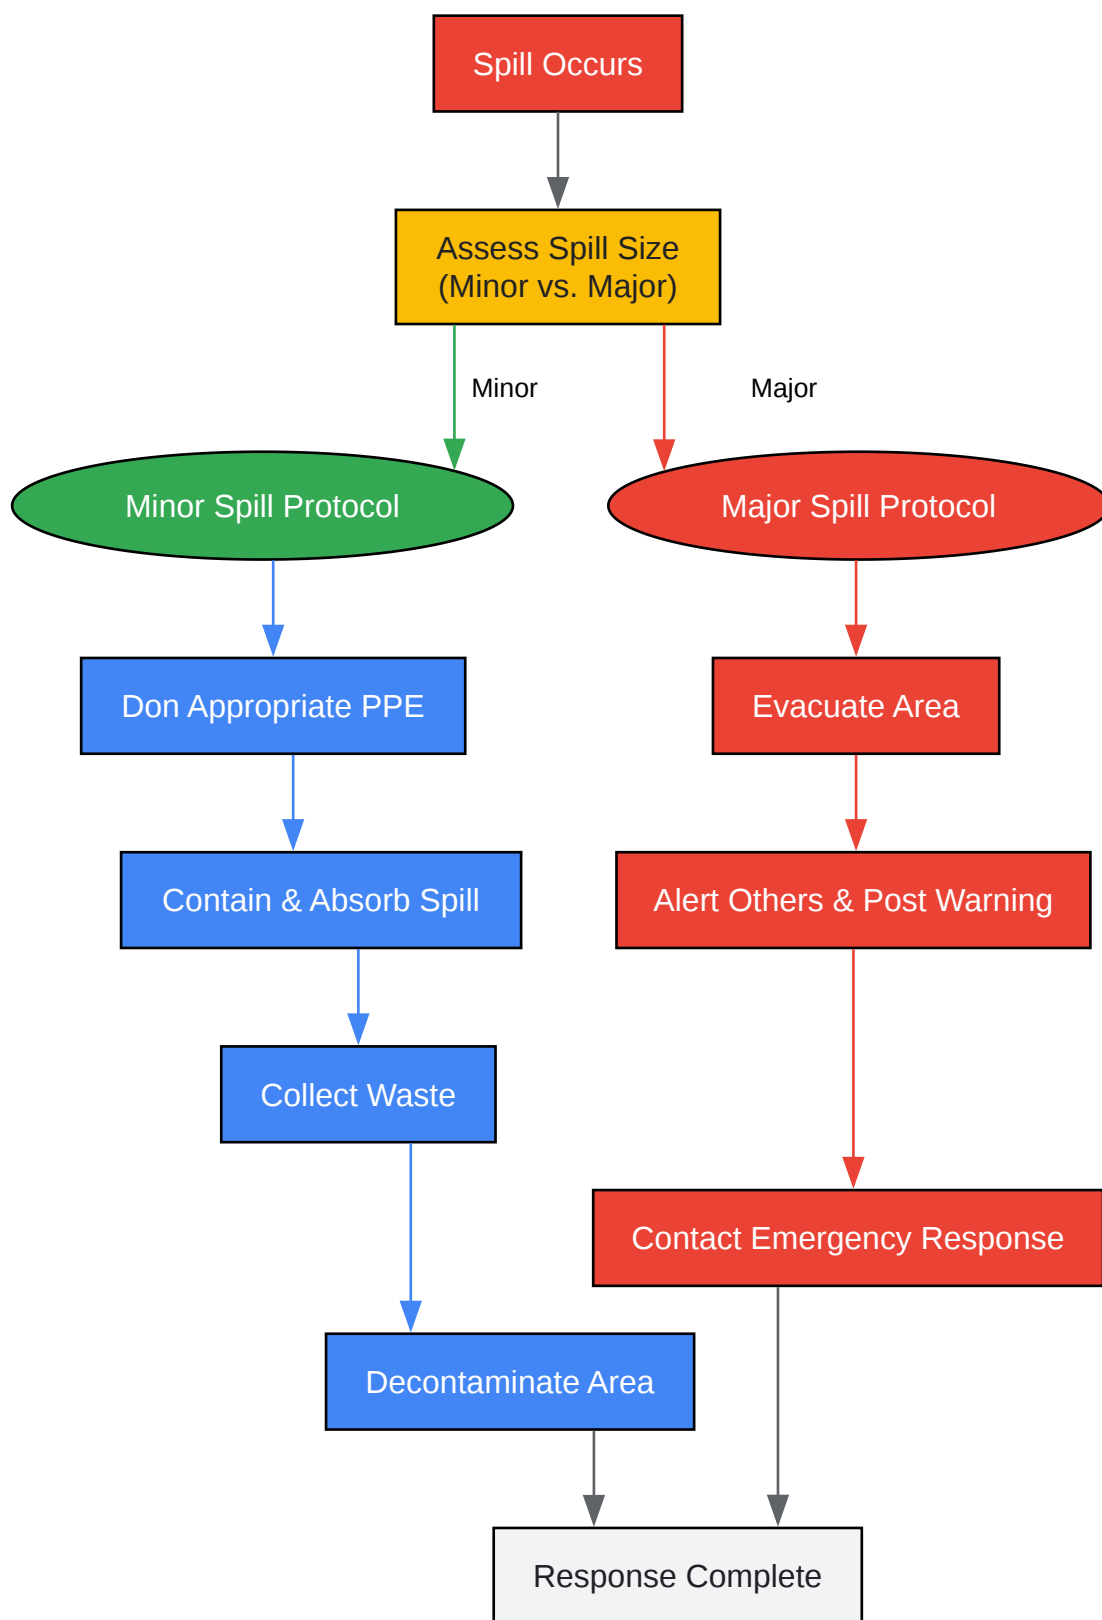 Spill Occurs
Assess Spill Size
(Minor vs. Major)
Minor
Major
Minor Spill Protocol
Major Spill Protocol
Don Appropriate PPE
Evacuate Area
Contain & Absorb Spill
Alert Others & Post Warning
Collect Waste
Contact Emergency Response
Decontaminate Area
Response Complete